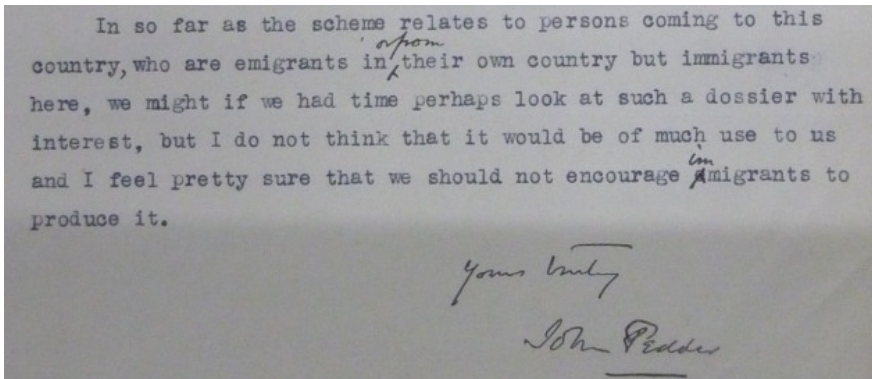 In so far as the scheme relates to persons coming to this
or from
country, who are emigrants in their own country but immigrants
here, we might if we had time perhaps look at such a dossier with
interest, but I do not think that it would be of much use to us
im
and I feel pretty sure that we should not encourage emigrants to
produce it.
Yours truly
John Pedder